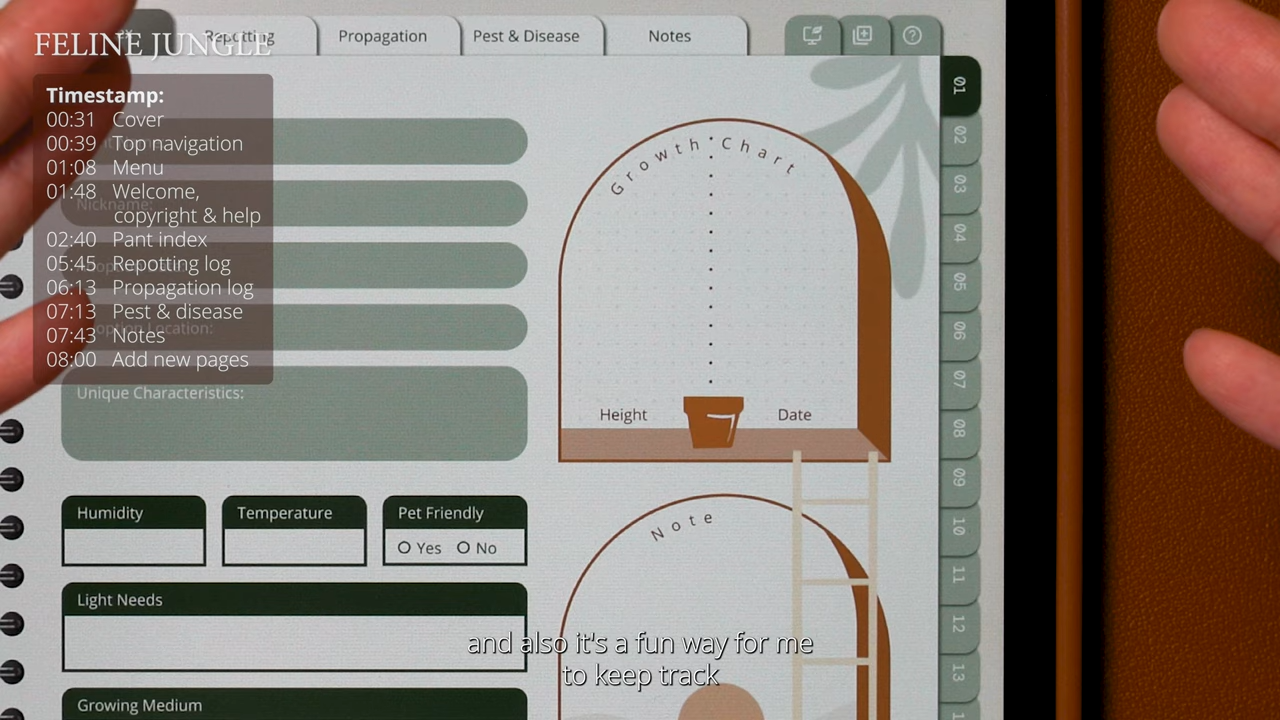 FELINE JUNGLE
Timestamp:
00:31 Cover
00:39 Top navigation
01:08 Menu
01:48 Welcome,
copyright & help
02:40 Pant index
05:45 Repotting log
06:13 Propagation log
07:13 Pest & disease
07:43 Notes
08:00 Add new pages
Repotting
Propagation
Pest & Disease
Notes
Nickname:
Adoption Location:
Unique Characteristics:
Humidity
Temperature
Pet Friendly
Yes No
Light Needs
Growing Medium
Growth Chart
Height
Date
Note
01
02
03
04
05
06
07
08
09
10
11
12
13
and also it's a fun way for me
to keep track